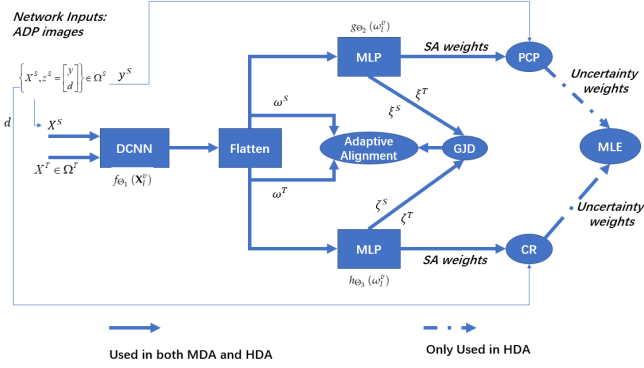 Network Inputs:
ADP images
{X^S, z^S = [y d]} ∈ Ω^S
y^S
d
X^S
X^T ∈ Ω^T
DCNN
f_Θ₁(X_l^v)
Flatten
ω^S
ω^T
g_Θ₂(ω_l^v)
MLP
SA weights
PCP
ξ^T
ξ^S
Adaptive
Alignment
GJD
ζ^S
ζ^T
MLP
h_Θ₃(ω_l^v)
SA weights
CR
Uncertainty
weights
MLE
Uncertainty
weights
Used in both MDA and HDA
Only Used in HDA